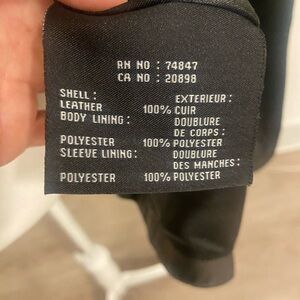 RN NO : 74847
CA NO : 20898
SHELL : EXTERIEUR :
LEATHER 100% CUIR
BODY LINING : DOUBLURE
DE CORPS :
POLYESTER 100% POLYESTER
SLEEVE LINING : DOUBLURE
DES MANCHES :
POLYESTER 100% POLYESTER